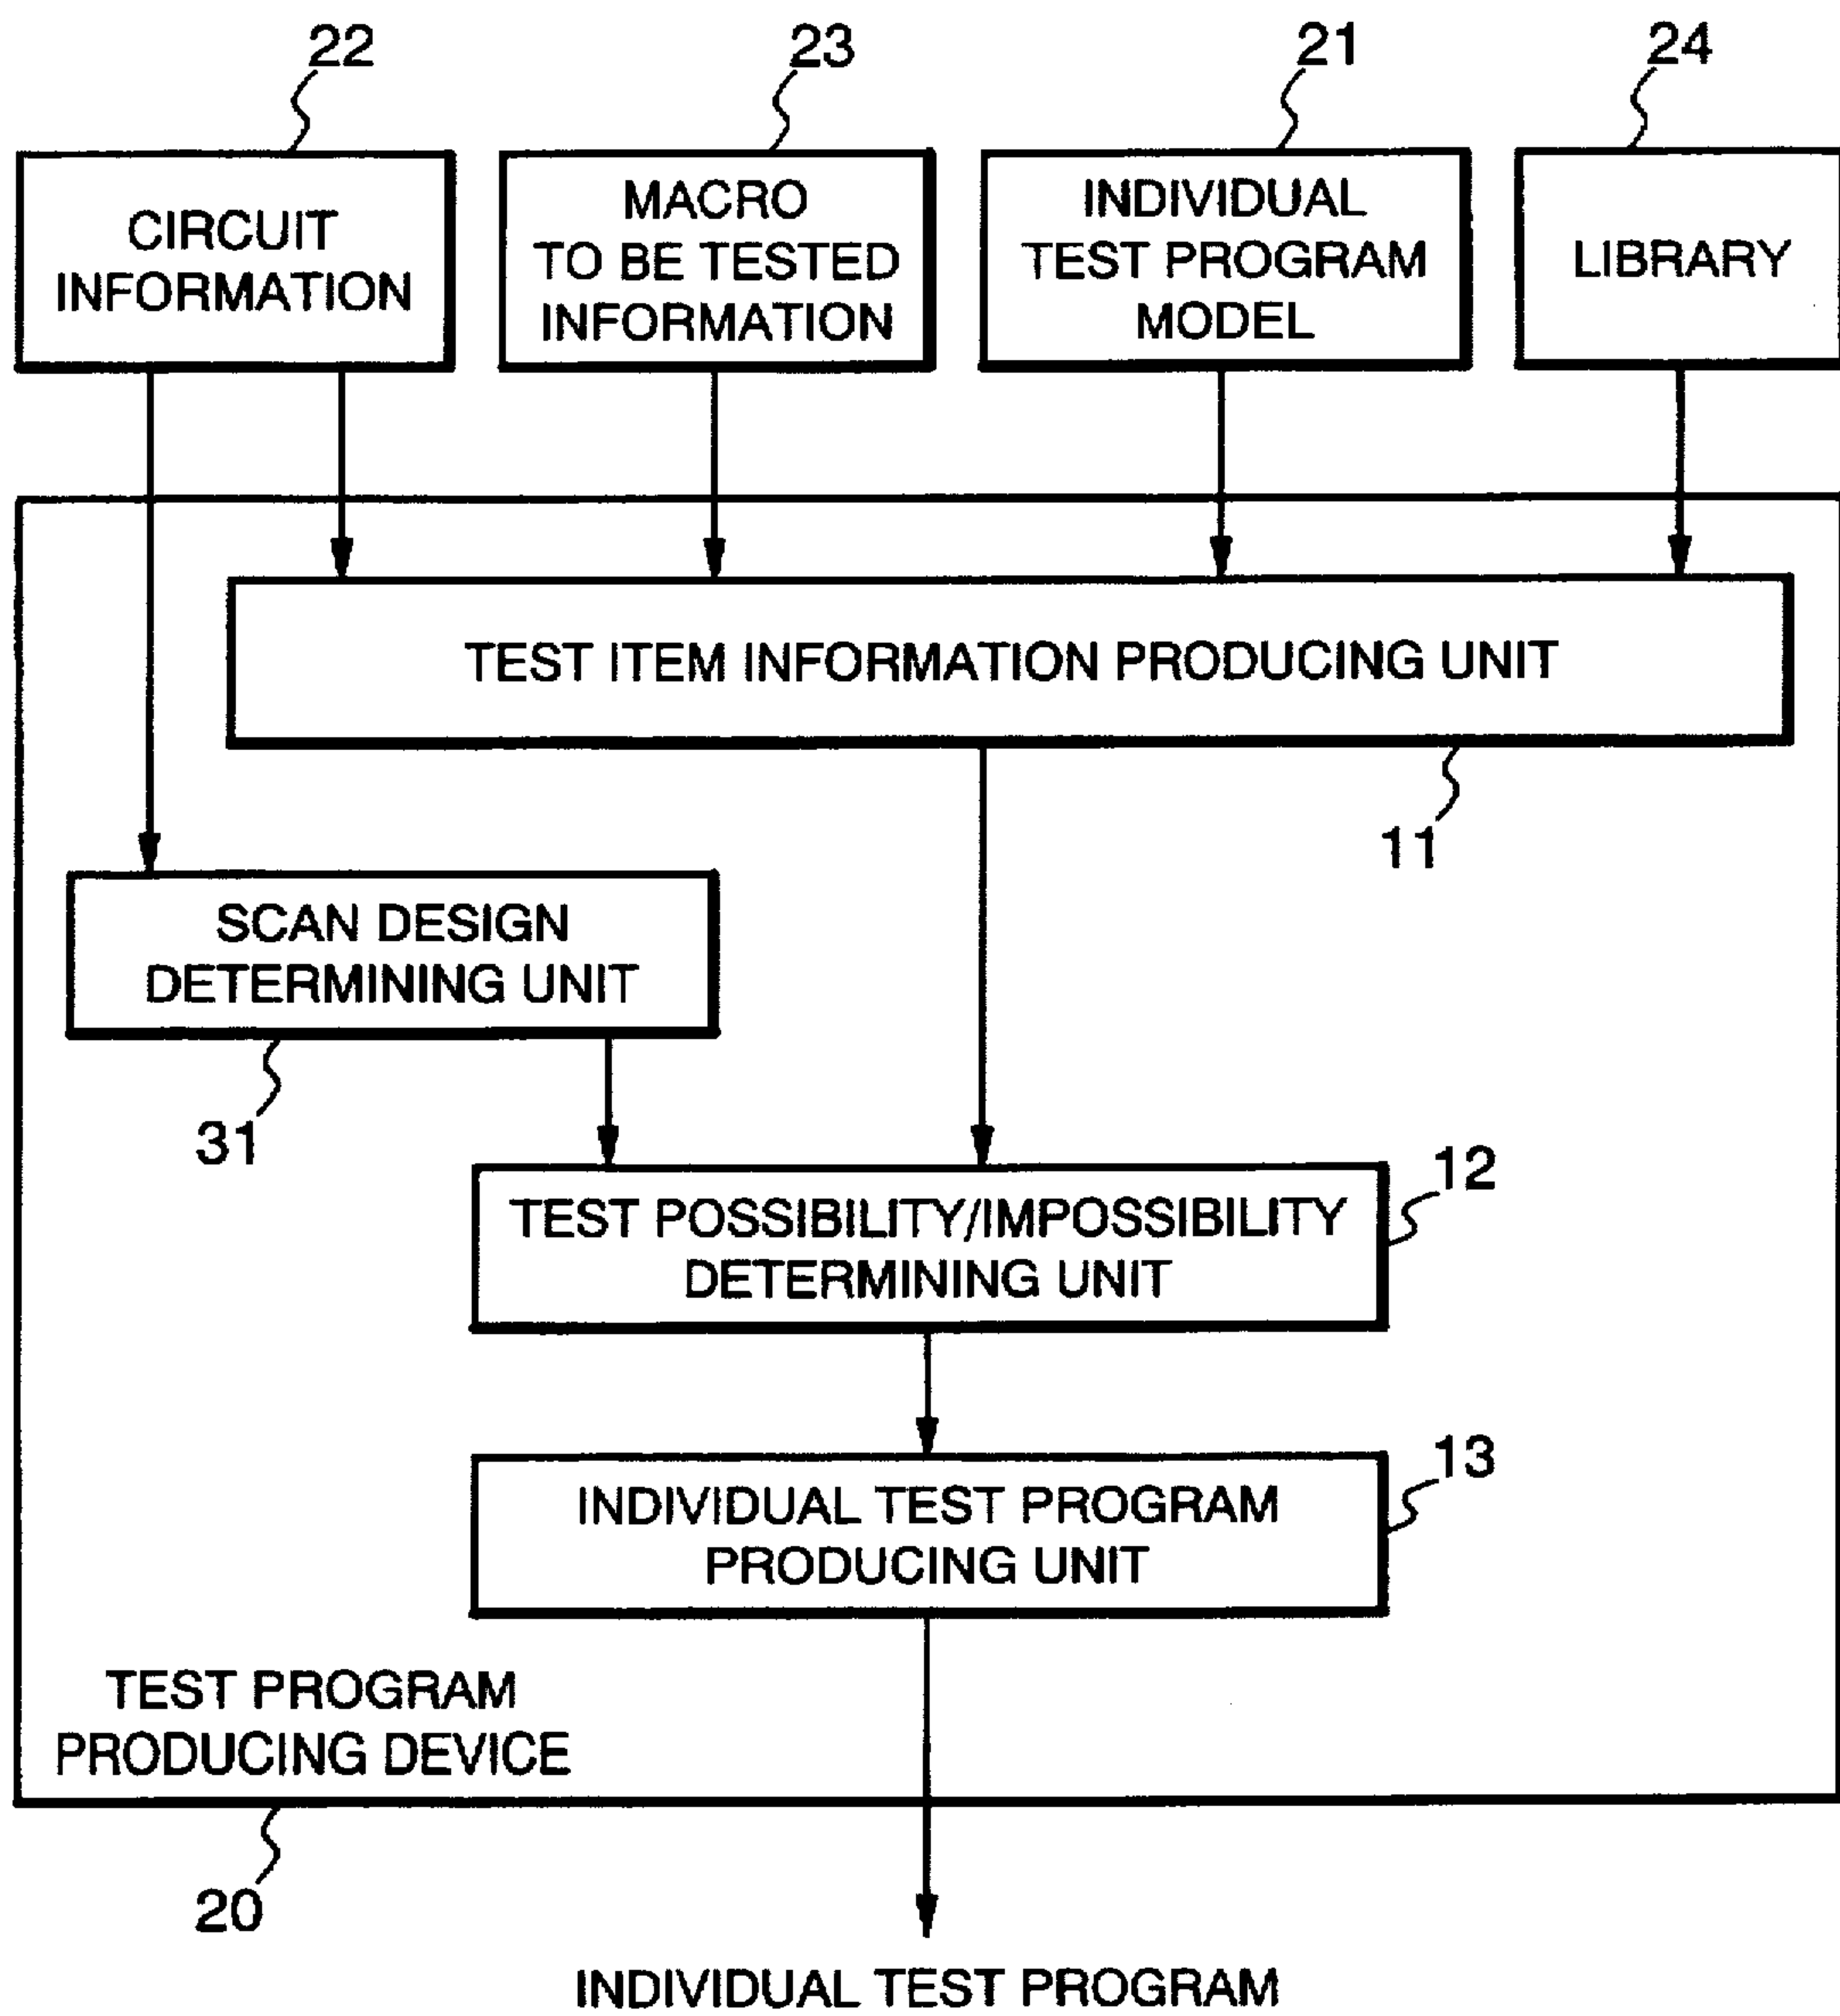 22
23
21
24
CIRCUIT
INFORMATION
MACRO
TO BE TESTED
INFORMATION
INDIVIDUAL
TEST PROGRAM
MODEL
LIBRARY
TEST ITEM INFORMATION PRODUCING UNIT
11
SCAN DESIGN
DETERMINING UNIT
31
TEST POSSIBILITY/IMPOSSIBILITY
DETERMINING UNIT
12
INDIVIDUAL TEST PROGRAM
PRODUCING UNIT
13
TEST PROGRAM
PRODUCING DEVICE
20
INDIVIDUAL TEST PROGRAM